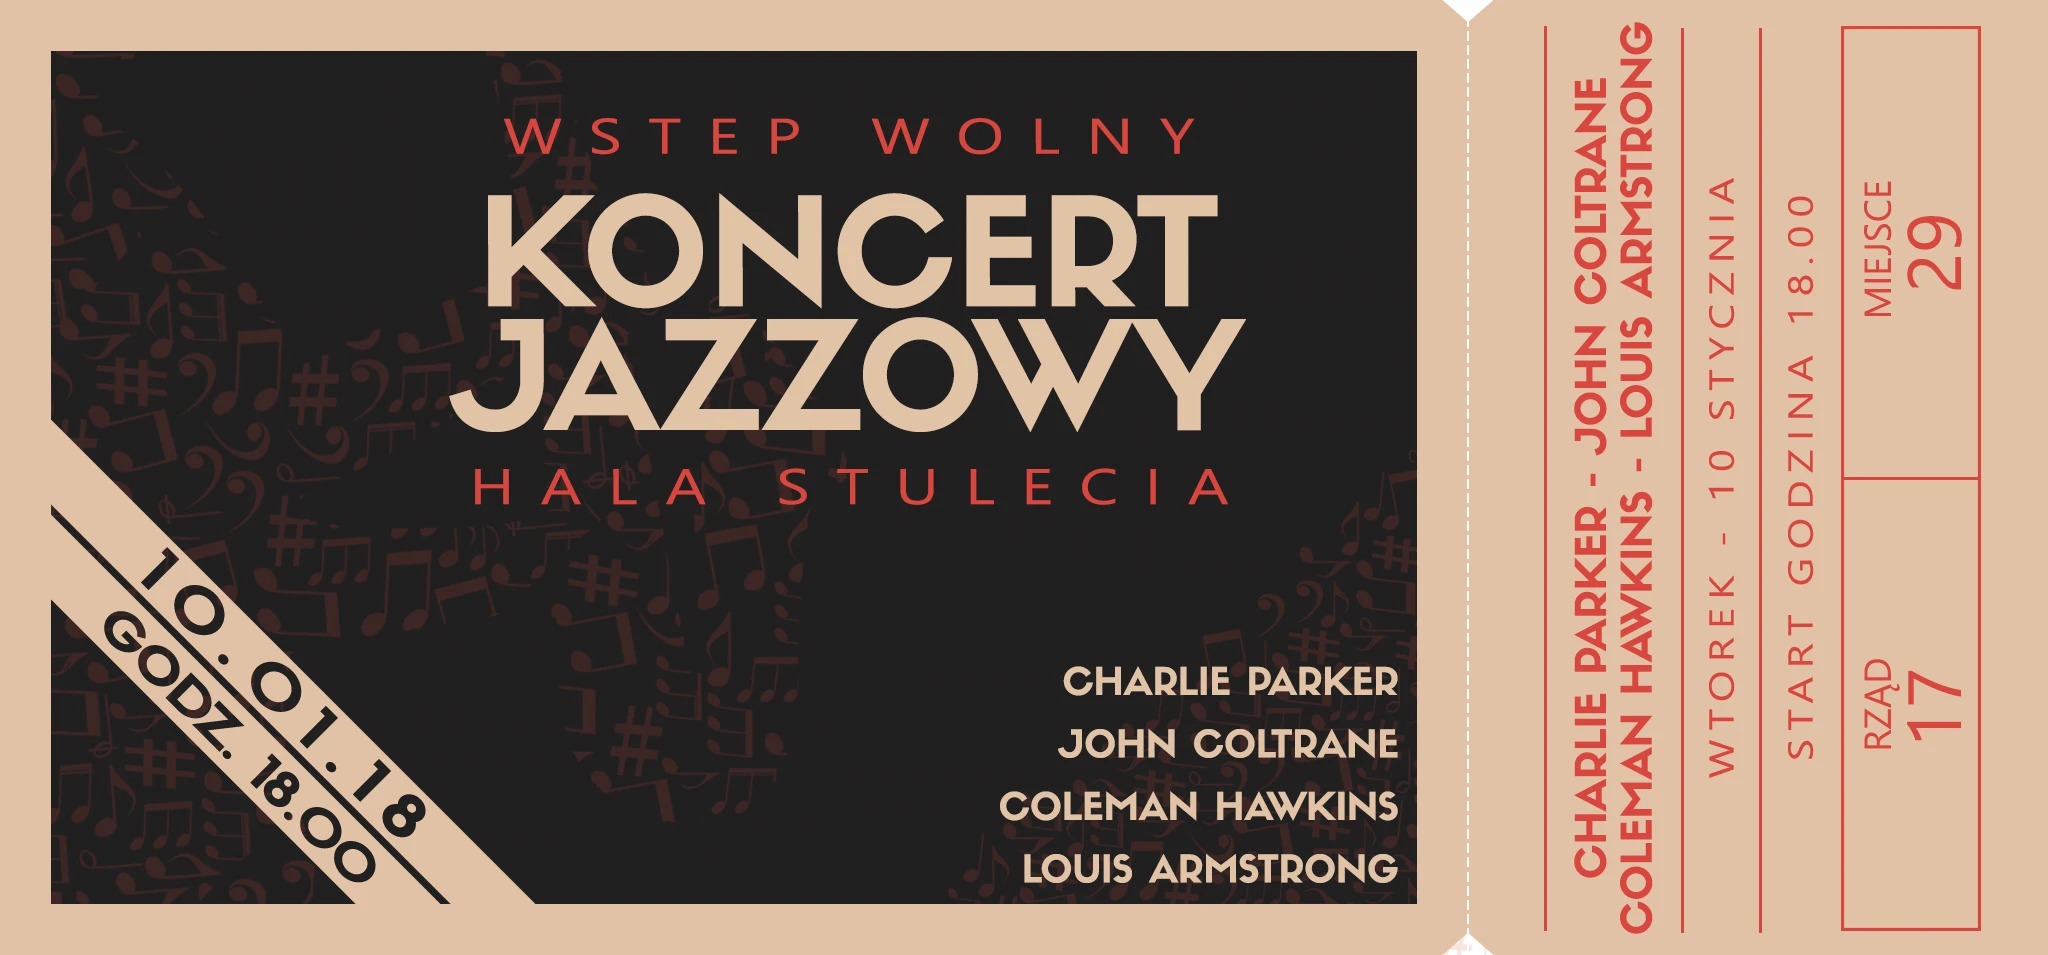 WSTEP WOLNY
KONCERT
JAZZOWY
HALA STULECIA
10.01.18
GODZ. 18.00
CHARLIE PARKER
JOHN COLTRANE
COLEMAN HAWKINS
LOUIS ARMSTRONG
CHARLIE PARKER - JOHN COLTRANE
COLEMAN HAWKINS - LOUIS ARMSTRONG
WTOREK - 10 STYCZNIA
START GODZINA 18.00
MIEJSCE
29
RZĄD
17